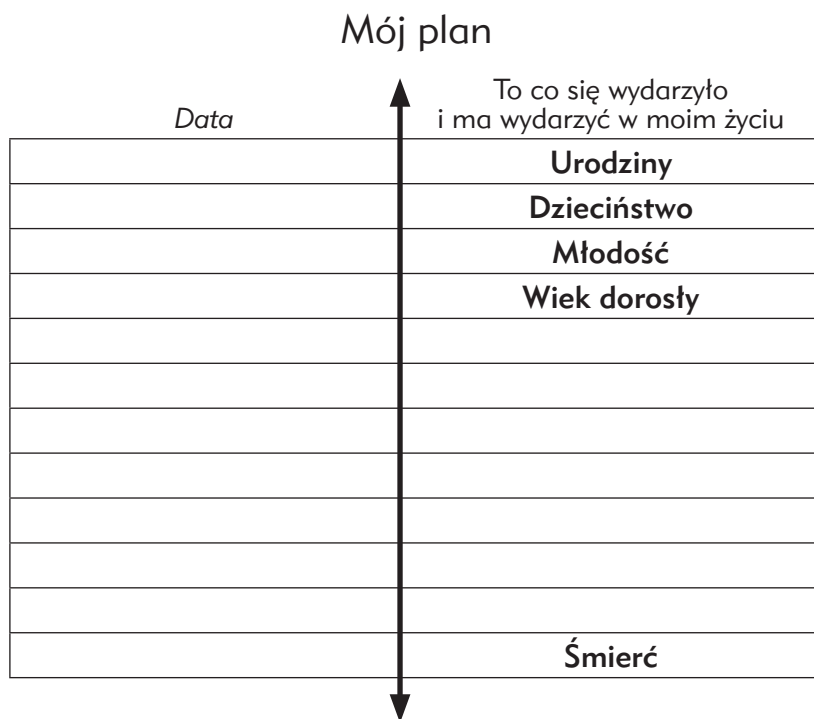 Mój plan
Data
To co się wydarzyło
i ma wydarzyć w moim życiu
Urodziny
Dzieciństwo
Młodość
Wiek dorosły
Śmierć